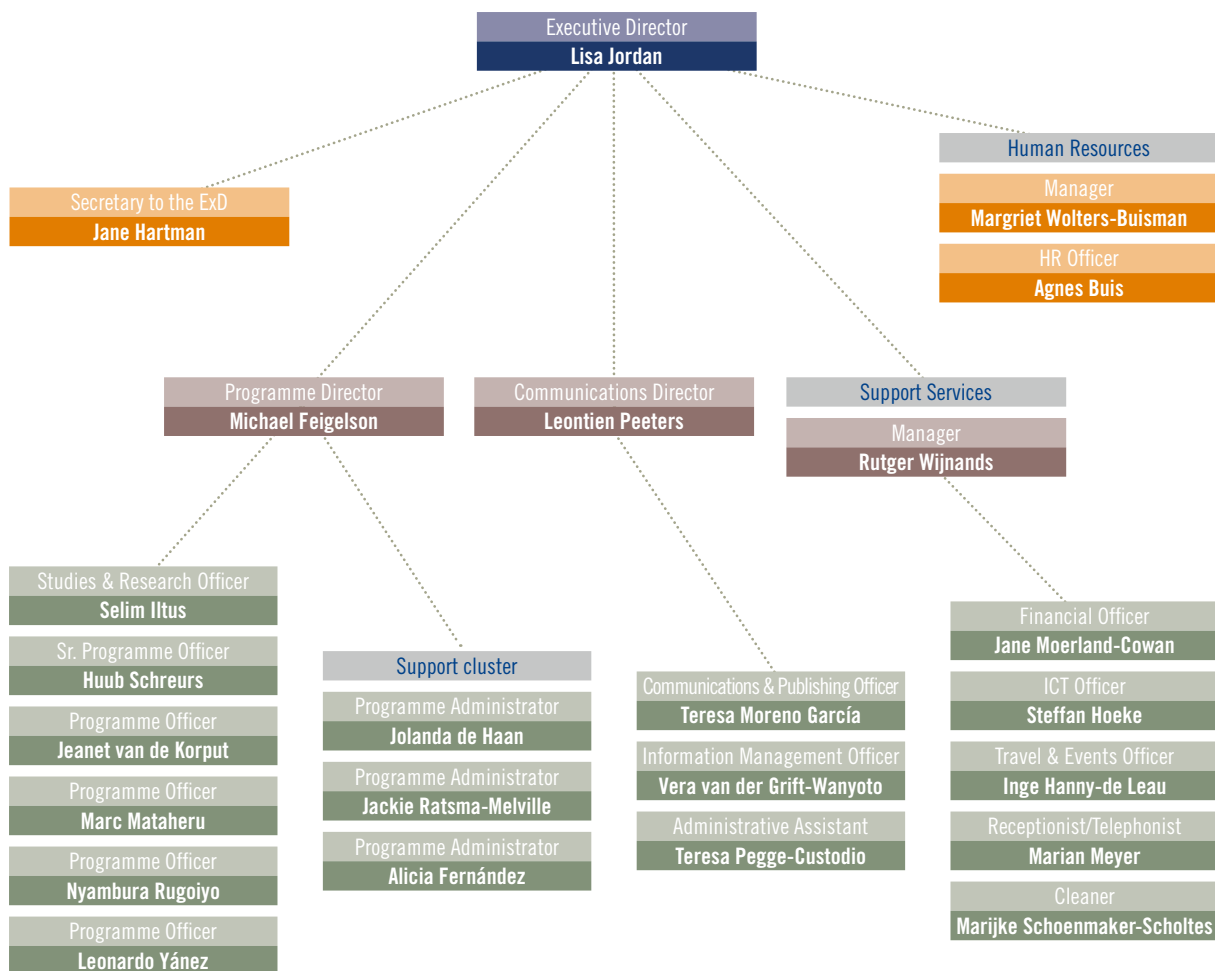 Executive Director
Lisa Jordan
Human Resources
Manager
Margriet Wolters-Buisman
HR Officer
Agnes Buis
Secretary to the ExD
Jane Hartman
Programme Director
Michael Feigelson
Communications Director
Leontien Peeters
Support Services
Manager
Rutger Wijnands
Studies & Research Officer
Selim Iltus
Sr. Programme Officer
Huub Schreurs
Programme Officer
Jeanet van de Korput
Programme Officer
Marc Mataheru
Programme Officer
Nyambura Rugoiyo
Programme Officer
Leonardo Yánez
Support cluster
Programme Administrator
Jolanda de Haan
Programme Administrator
Jackie Ratsma-Melville
Programme Administrator
Alicia Fernández
Communications & Publishing Officer
Teresa Moreno García
Information Management Officer
Vera van der Grift-Wanyoto
Administrative Assistant
Teresa Pegge-Custodio
Financial Officer
Jane Moerland-Cowan
ICT Officer
Steffan Hoeke
Travel & Events Officer
Inge Hanny-de Leau
Receptionist/Telephonist
Marian Meyer
Cleaner
Marijke Schoenmaker-Scholtes